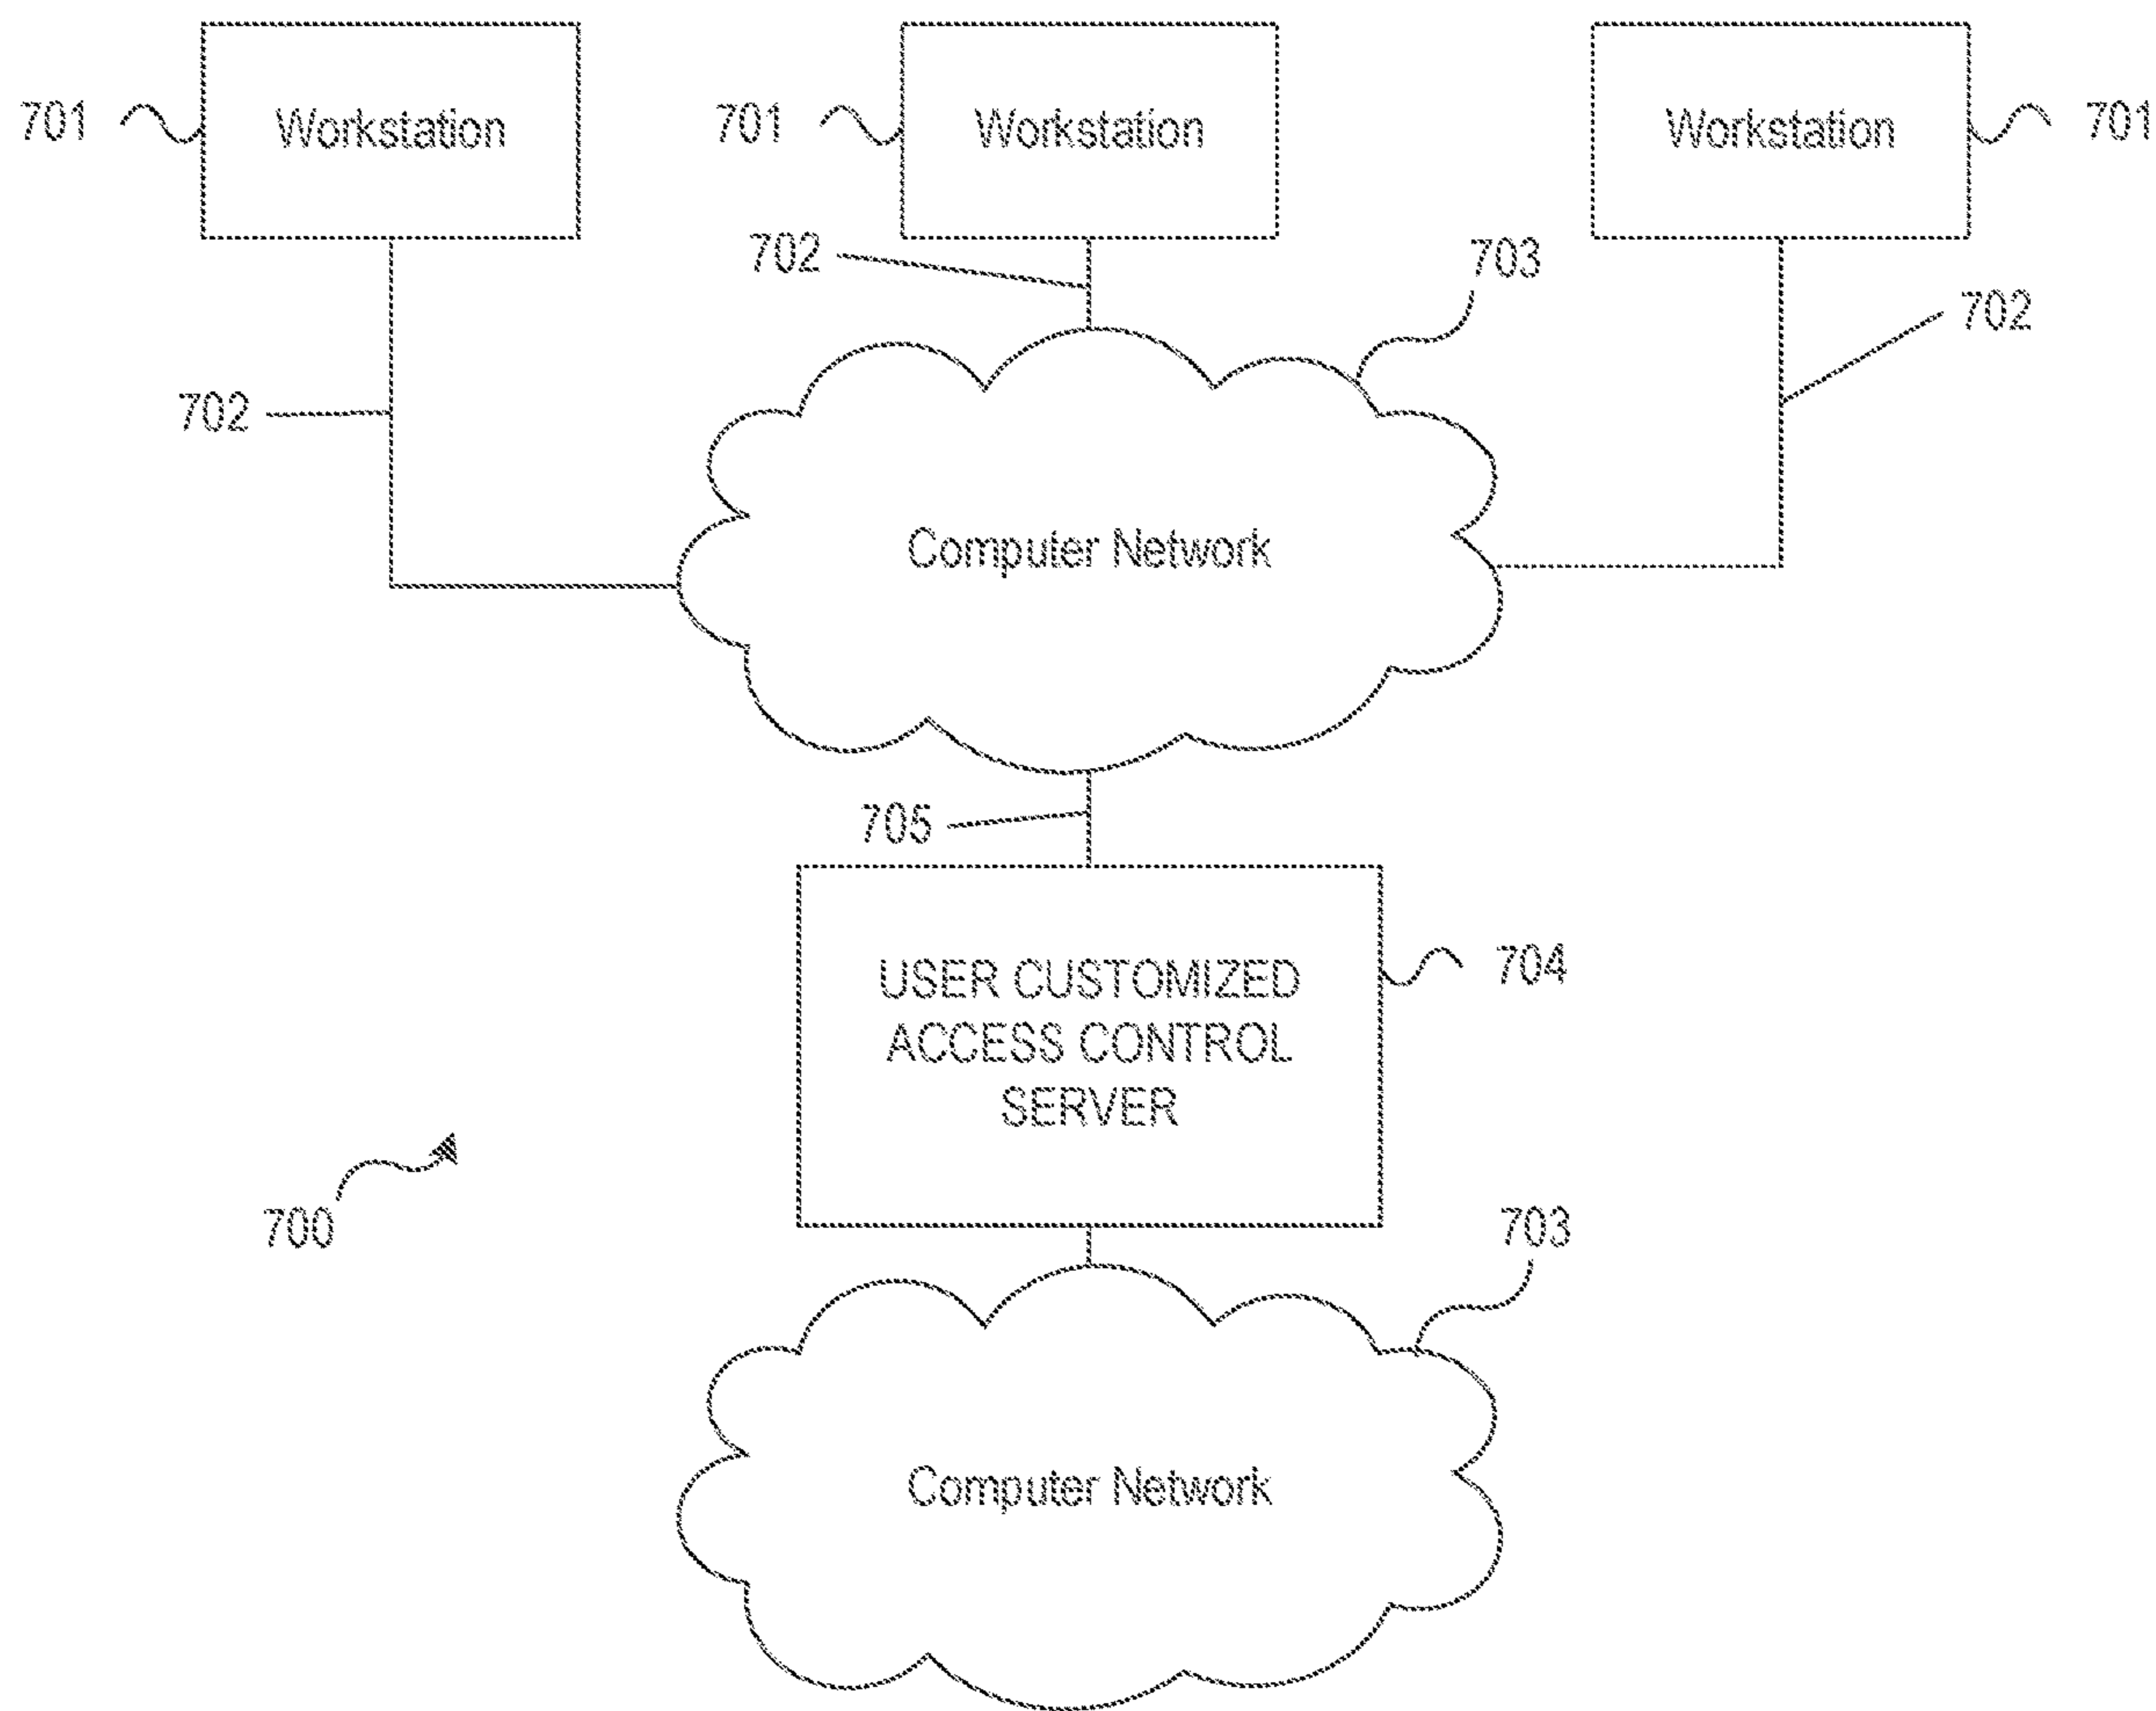 701
Workstation
701
Workstation
Workstation
701
702
703
702
702
Computer Network
705
USER CUSTOMIZED
ACCESS CONTROL
SERVER
704
700
703
Computer Network